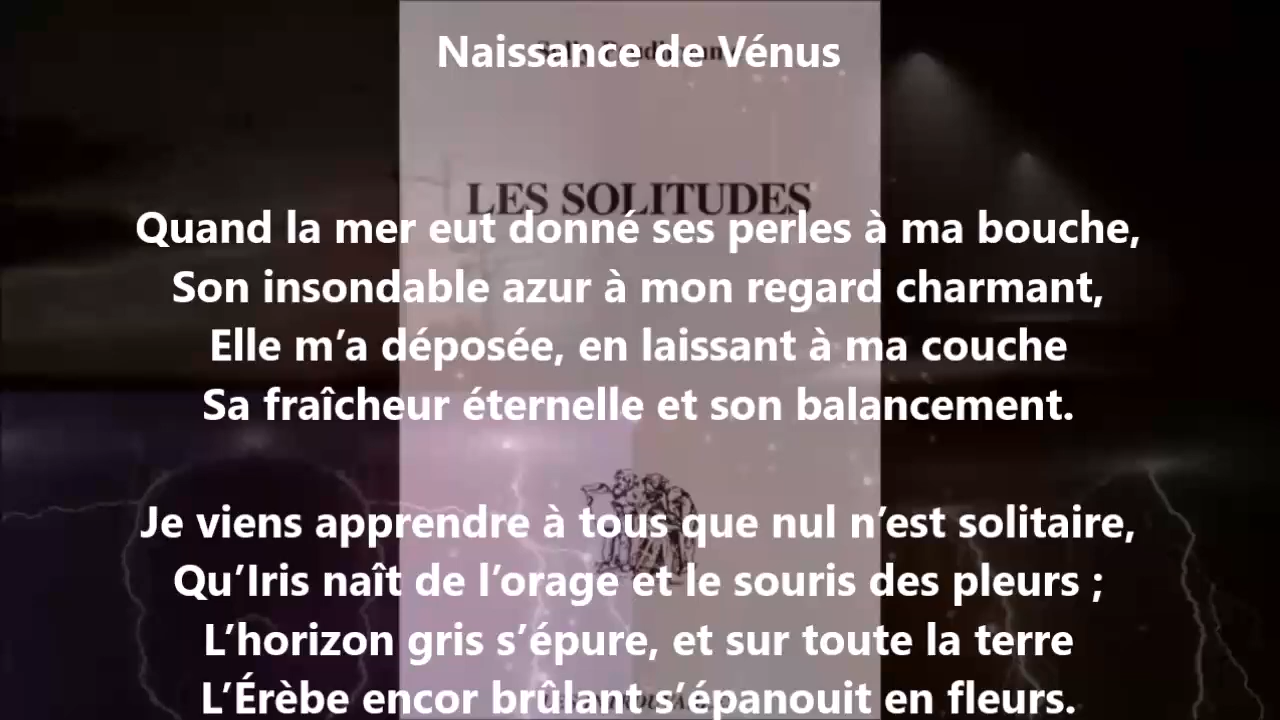 Naissance de Vénus
LES SOLITUDES
Quand la mer eut donné ses perles à ma bouche,
Son insondable azur à mon regard charmant,
Elle m’a déposée, en laissant à ma couche
Sa fraîcheur éternelle et son balancement.
Je viens apprendre à tous que nul n’est solitaire,
Qu’Iris naît de l’orage et le souris des pleurs ;
L’horizon gris s’épure, et sur toute la terre
L’Érèbe encor brûlant s’épanouit en fleurs.